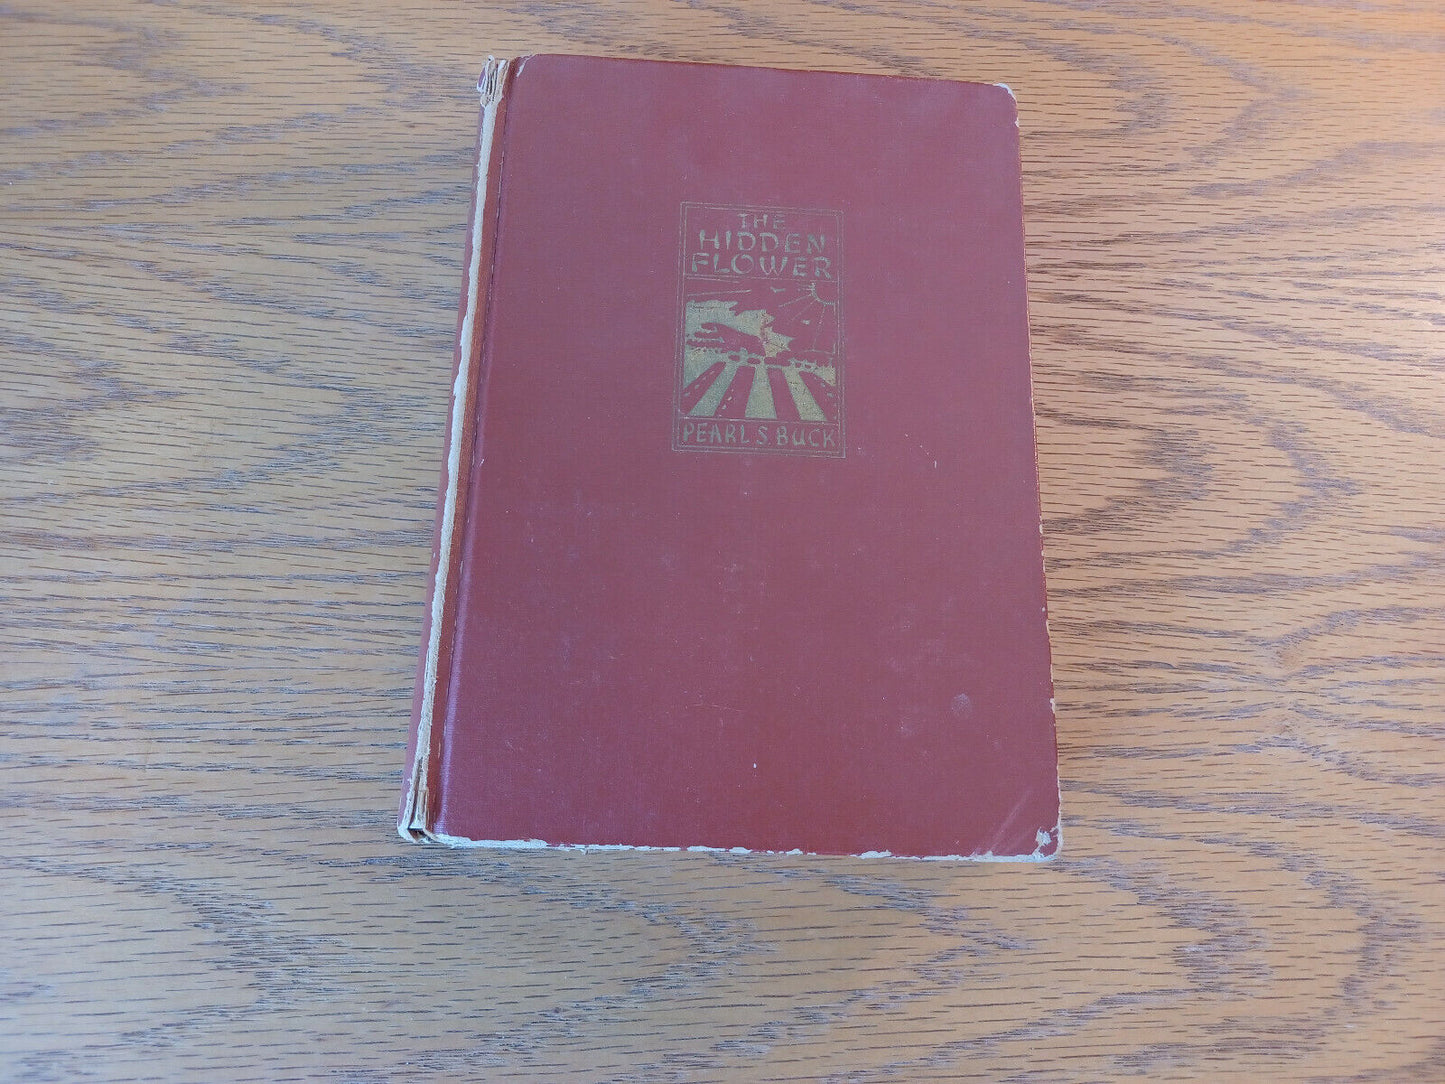 THE
HIDDEN
FLOWER
PEARL S. BUCK